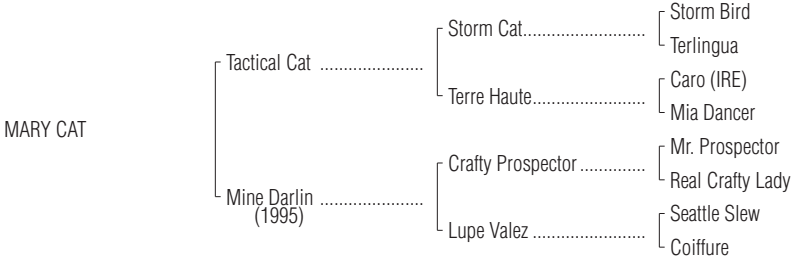 Storm Bird
Storm Cat..........................
Terlingua
Tactical Cat ......................
Caro (IRE)
Terre Haute........................
Mia Dancer
MARY CAT
Mr. Prospector
Crafty Prospector ..............
Real Crafty Lady
Mine Darlin ......................
(1995)
Seattle Slew
Lupe Valez ........................
Coiffure